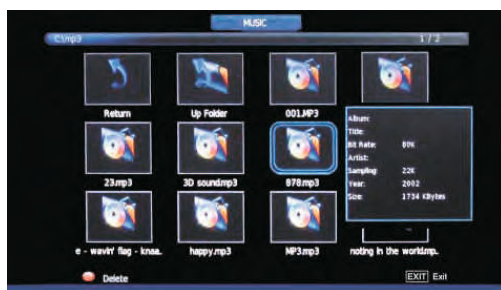 MUSIC
C:\mp3 1 / 2
Return Up Folder 001.MP3
Album:
Title:
Bit Rate: 80K
Artist:
Sampling: 22K
Year: 2002
Size: 1734 KBytes
23.mp3 3D sound.mp3 878.mp3
e - wavin' flag - knaa.. happy.mp3 MP3.mp3 noting in the world.mp..
Delete EXIT Exit